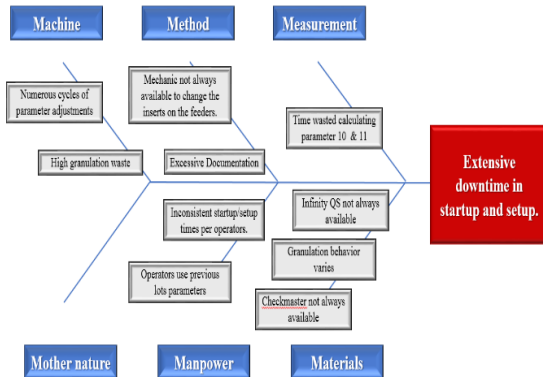 Machine
Method
Measurement
Numerous cycles of
parameter adjustments
Mechanic not always
available to change the
inserts on the feeders.
Time wasted calculating
parameter 10 & 11
High granulation waste
Excessive Documentation
Extensive
downtime in
startup and setup.
Inconsistent startup/setup
times per operators.
Infinity QS not always
available
Operators use previous
lots parameters
Granulation behavior
varies
Checkmaster not always
available
Mother nature
Manpower
Materials